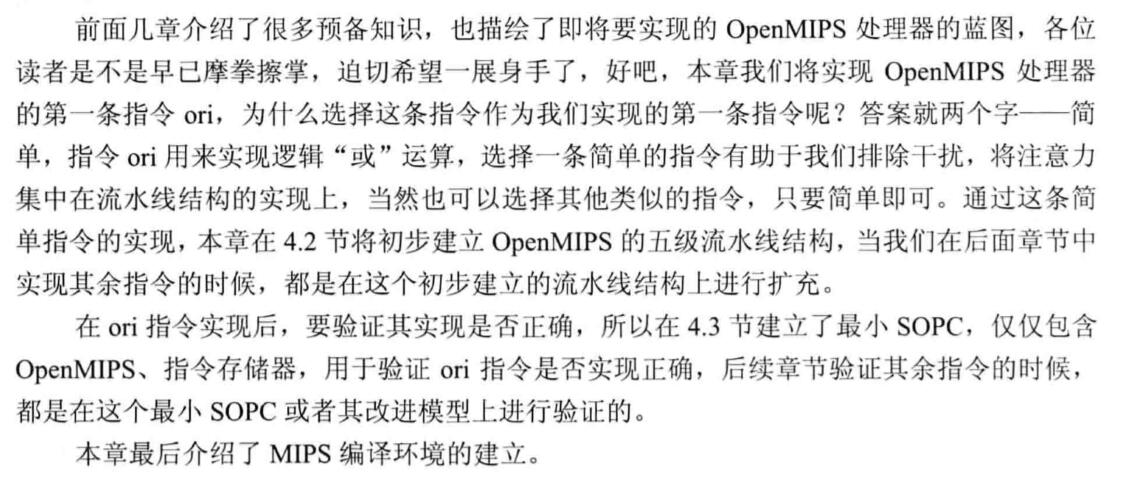 前面几章介绍了很多预备知识，也描绘了即将要实现的 OpenMIPS 处理器的蓝图，各位
读者是不是早已摩拳擦掌，迫切希望一展身手了，好吧，本章我们将实现 OpenMIPS 处理器
的第一条指令 ori，为什么选择这条指令作为我们实现的第一条指令呢？答案就两个字——简
单，指令 ori 用来实现逻辑“或”运算，选择一条简单的指令有助于我们排除干扰，将注意力
集中在流水线结构的实现上，当然也可以选择其他类似的指令，只要简单即可。通过这条简
单指令的实现，本章在 4.2 节将初步建立 OpenMIPS 的五级流水线结构，当我们在后面章节中
实现其余指令的时候，都是在这个初步建立的流水线结构上进行扩充。
在 ori 指令实现后，要验证其实现是否正确，所以在 4.3 节建立了最小 SOPC，仅仅包含
OpenMIPS、指令存储器，用于验证 ori 指令是否实现正确，后续章节验证其余指令的时候，
都是在这个最小 SOPC 或者其改进模型上进行验证的。
本章最后介绍了 MIPS 编译环境的建立。